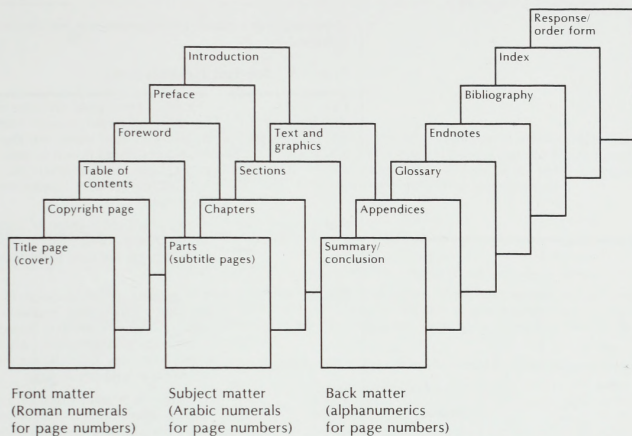 Title page
(cover)
Copyright page
Table of
contents
Foreword
Preface
Introduction
Parts
(subtitle pages)
Chapters
Sections
Text and
graphics
Summary/
conclusion
Appendices
Glossary
Endnotes
Bibliography
Index
Response/
order form
Front matter
(Roman numerals
for page numbers)
Subject matter
(Arabic numerals
for page numbers)
Back matter
(alphanumerics
for page numbers)